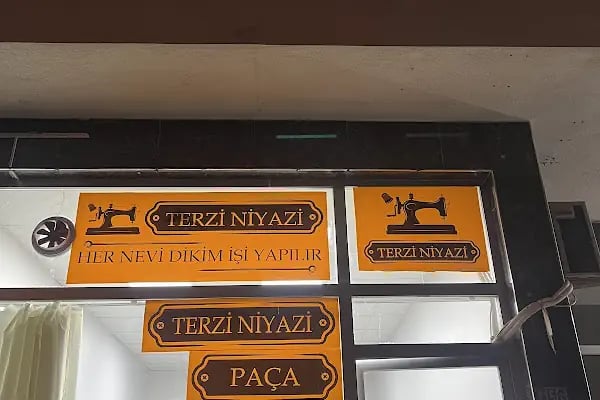 TERZİ NİYAZİ
HER NEVİ DİKİM İŞİ YAPILIR
TERZİ NİYAZİ
TERZİ NİYAZİ
PAÇA